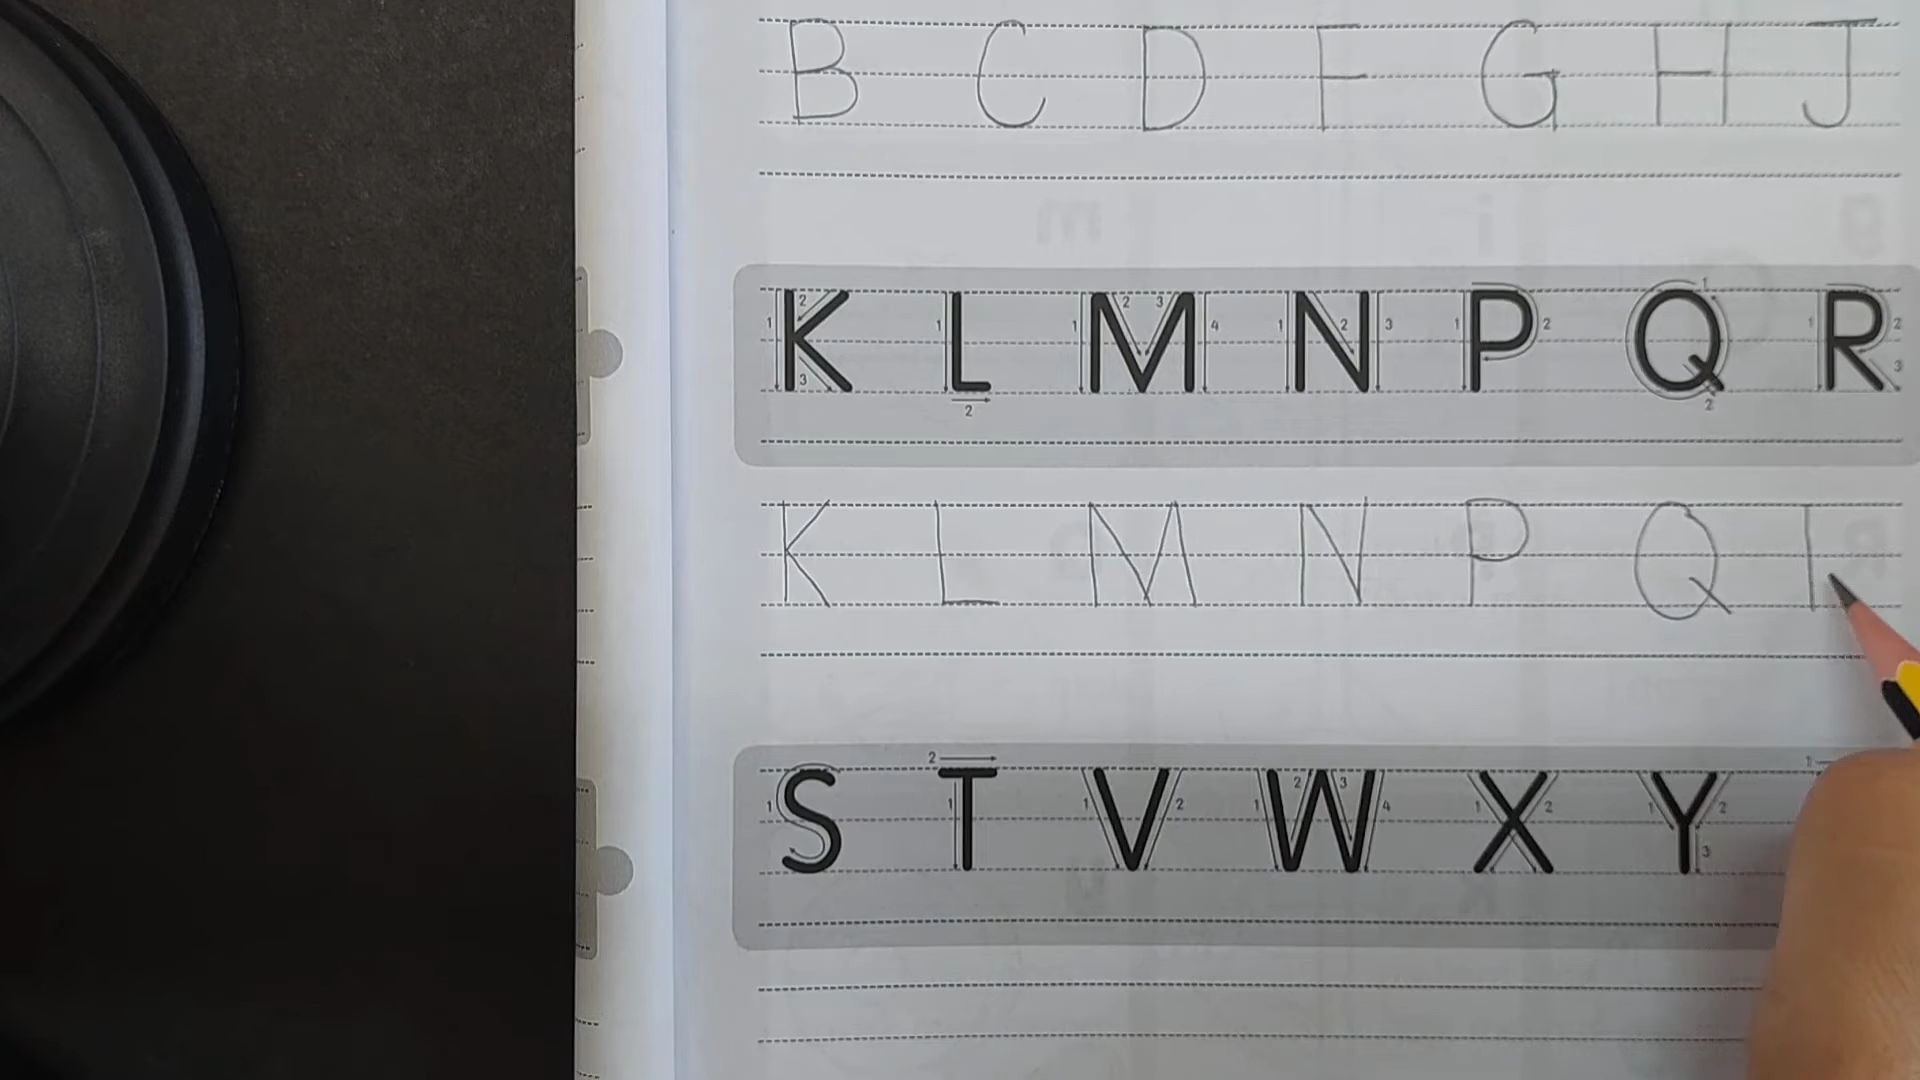 B C D F G H J
K L M N P Q R
K L M N P Q
S T V W X Y